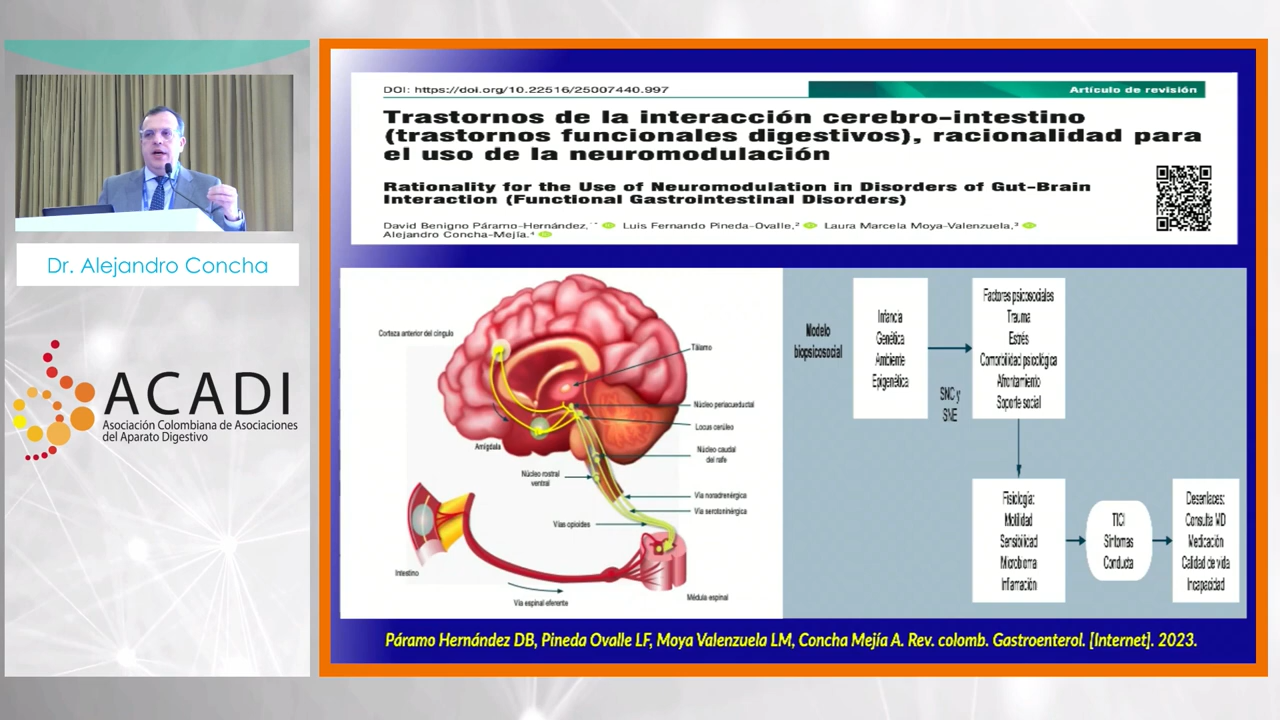 Dr. Alejandro Concha
ACADI
Asociación Colombiana de Asociaciones
del Aparato Digestivo
DOI: https://doi.org/10.22516/25007440.997
Artículo de revisión
Trastornos de la interacción cerebro-intestino
(trastornos funcionales digestivos), racionalidad para
el uso de la neuromodulación
Rationality for the Use of Neuromodulation in Disorders of Gut-Brain
Interaction (Functional Gastrointestinal Disorders)
David Benigno Páramo-Hernández,¹* Luis Fernando Pineda-Ovalle,² Laura Marcela Moya-Valenzuela,³
Alejandro Concha-Mejía.⁴
Corteza anterior del cíngulo
Tálamo
Núcleo periacueductal
Locus cerúleo
Amígdala
Núcleo caudal
del rafe
Núcleo rostral
ventral
Vía noradrenérgica
Vía serotoninérgica
Vías opioides
Intestino
Médula espinal
Vía espinal eferente
Modelo
biopsicosocial
Infancia
Genética
Ambiente
Epigenética
SNC y
SNE
Factores psicosociales
Trauma
Estrés
Comorbilidad psicológica
Afrontamiento
Soporte social
Fisiología:
Motilidad
Sensibilidad
Microbioma
Inflamación
TICI
Síntomas
Conducta
Desenlaces:
Consulta MD
Medicación
Calidad de vida
Incapacidad
Páramo Hernández DB, Pineda Ovalle LF, Moya Valenzuela LM, Concha Mejía A. Rev. colomb. Gastroenterol. [Internet]. 2023.